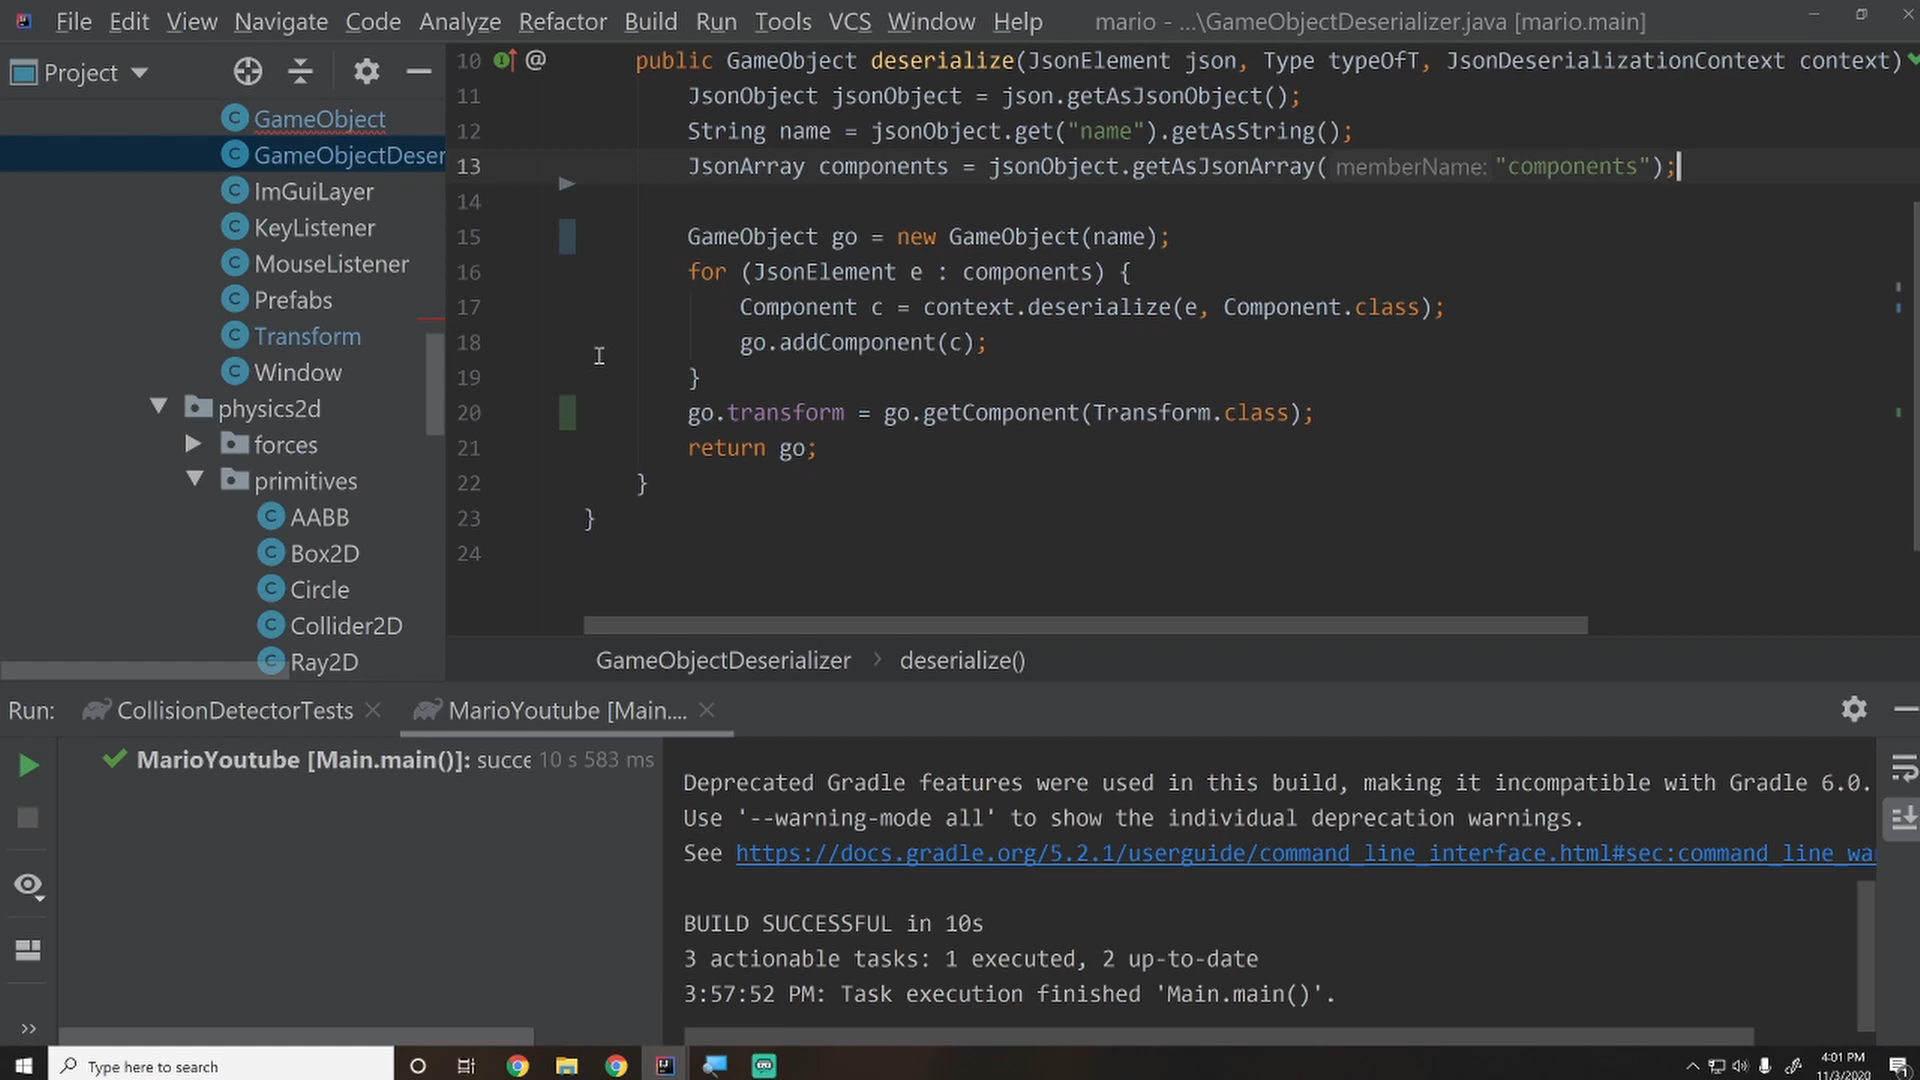 File Edit View Navigate Code Analyze Refactor Build Run Tools VCS Window Help mario - ...\GameObjectDeserializer.java [mario.main]
Project
GameObject
GameObjectDeser
ImGuiLayer
KeyListener
MouseListener
Prefabs
Transform
Window
physics2d
forces
primitives
AABB
Box2D
Circle
Collider2D
Ray2D
10 @ public GameObject deserialize(JsonElement json, Type typeOfT, JsonDeserializationContext context)
11 JsonObject jsonObject = json.getAsJsonObject();
12 String name = jsonObject.get("name").getAsString();
13 JsonArray components = jsonObject.getAsJsonArray( memberName: "components");
14
15 GameObject go = new GameObject(name);
16 for (JsonElement e : components) {
17 Component c = context.deserialize(e, Component.class);
18 go.addComponent(c);
19 }
20 go.transform = go.getComponent(Transform.class);
21 return go;
22 }
23 }
24
GameObjectDeserializer > deserialize()
Run: CollisionDetectorTests MarioYoutube [Main....
MarioYoutube [Main.main()]: succe 10 s 583 ms
Deprecated Gradle features were used in this build, making it incompatible with Gradle 6.0.
Use '--warning-mode all' to show the individual deprecation warnings.
See https://docs.gradle.org/5.2.1/userguide/command_line_interface.html#sec:command_line_wa
BUILD SUCCESSFUL in 10s
3 actionable tasks: 1 executed, 2 up-to-date
3:57:52 PM: Task execution finished 'Main.main()'.
Type here to search
4:01 PM
11/3/2020